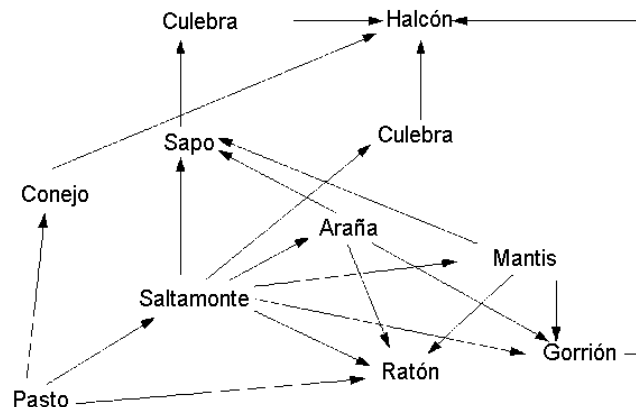 Culebra
Halcón
Sapo
Culebra
Conejo
Araña
Mantis
Saltamonte
Gorrión
Ratón
Pasto